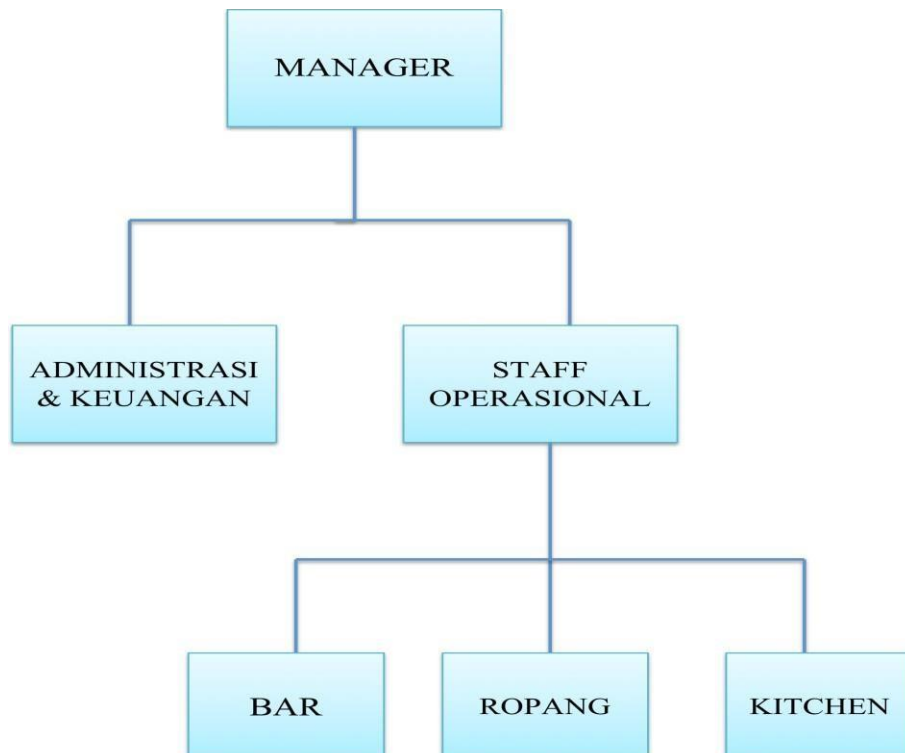 MANAGER
ADMINISTRASI
& KEUANGAN
STAFF
OPERASIONAL
BAR
ROPANG
KITCHEN